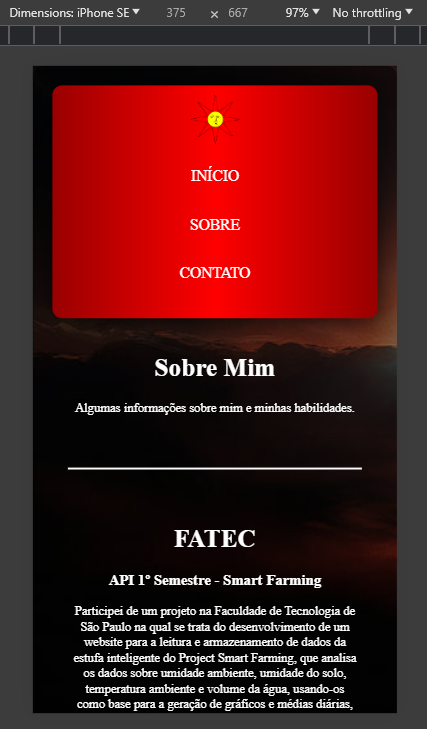 Dimensions: iPhone SE 375 × 667 97% No throttling
INÍCIO
SOBRE
CONTATO
Sobre Mim
Algumas informações sobre mim e minhas habilidades.
FATEC
API 1º Semestre - Smart Farming
Participei de um projeto na Faculdade de Tecnologia de
São Paulo na qual se trata do desenvolvimento de um
website para a leitura e armazenamento de dados da
estufa inteligente do Project Smart Farming, que analisa
os dados sobre umidade ambiente, umidade do solo,
temperatura ambiente e volume da água, usando-os
como base para a geração de gráficos e médias diárias,